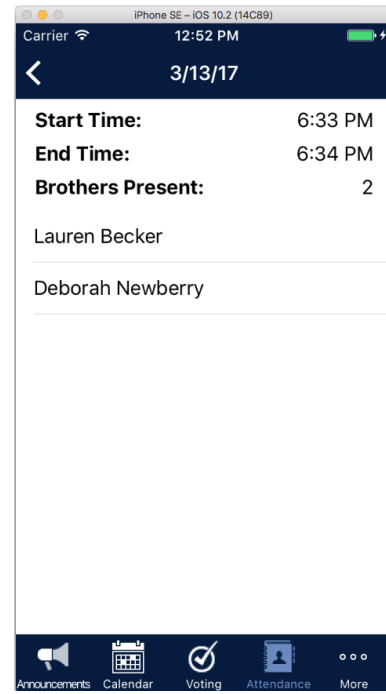 iPhone SE – iOS 10.2 (14C89)
Carrier 12:52 PM
3/13/17
Start Time: 6:33 PM
End Time: 6:34 PM
Brothers Present: 2
Lauren Becker
Deborah Newberry
Announcements Calendar Voting Attendance More